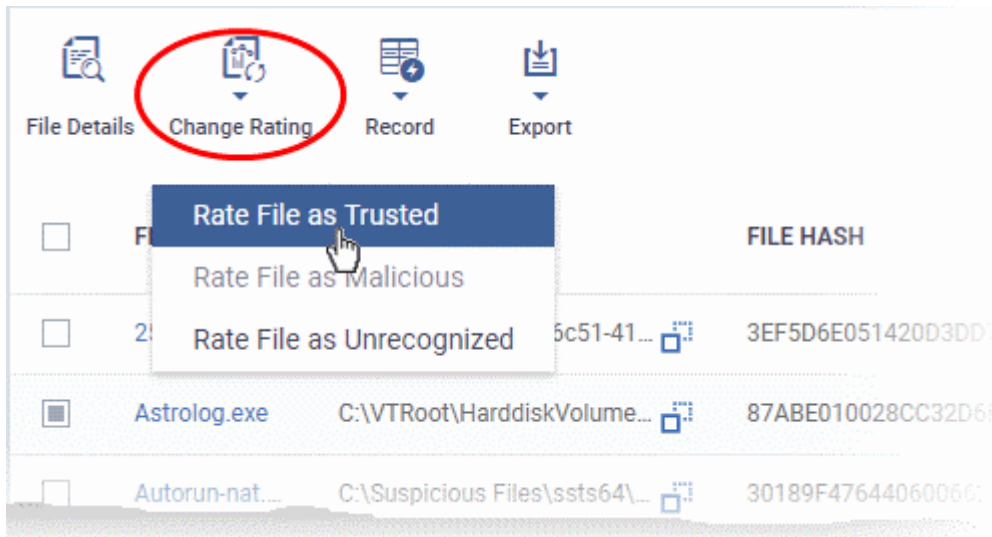 File Details Change Rating Record Export
Rate File as Trusted
FILE HASH
Rate File as Malicious
Rate File as Unrecognized
6c51-41... 3EF5D6E051420D3DD
Astrolog.exe C:\VTRoot\HarddiskVolume... 87ABE010028CC32D6
Autorun-nat.... C:\Suspicious Files\ssts64\... 30189F47644060066